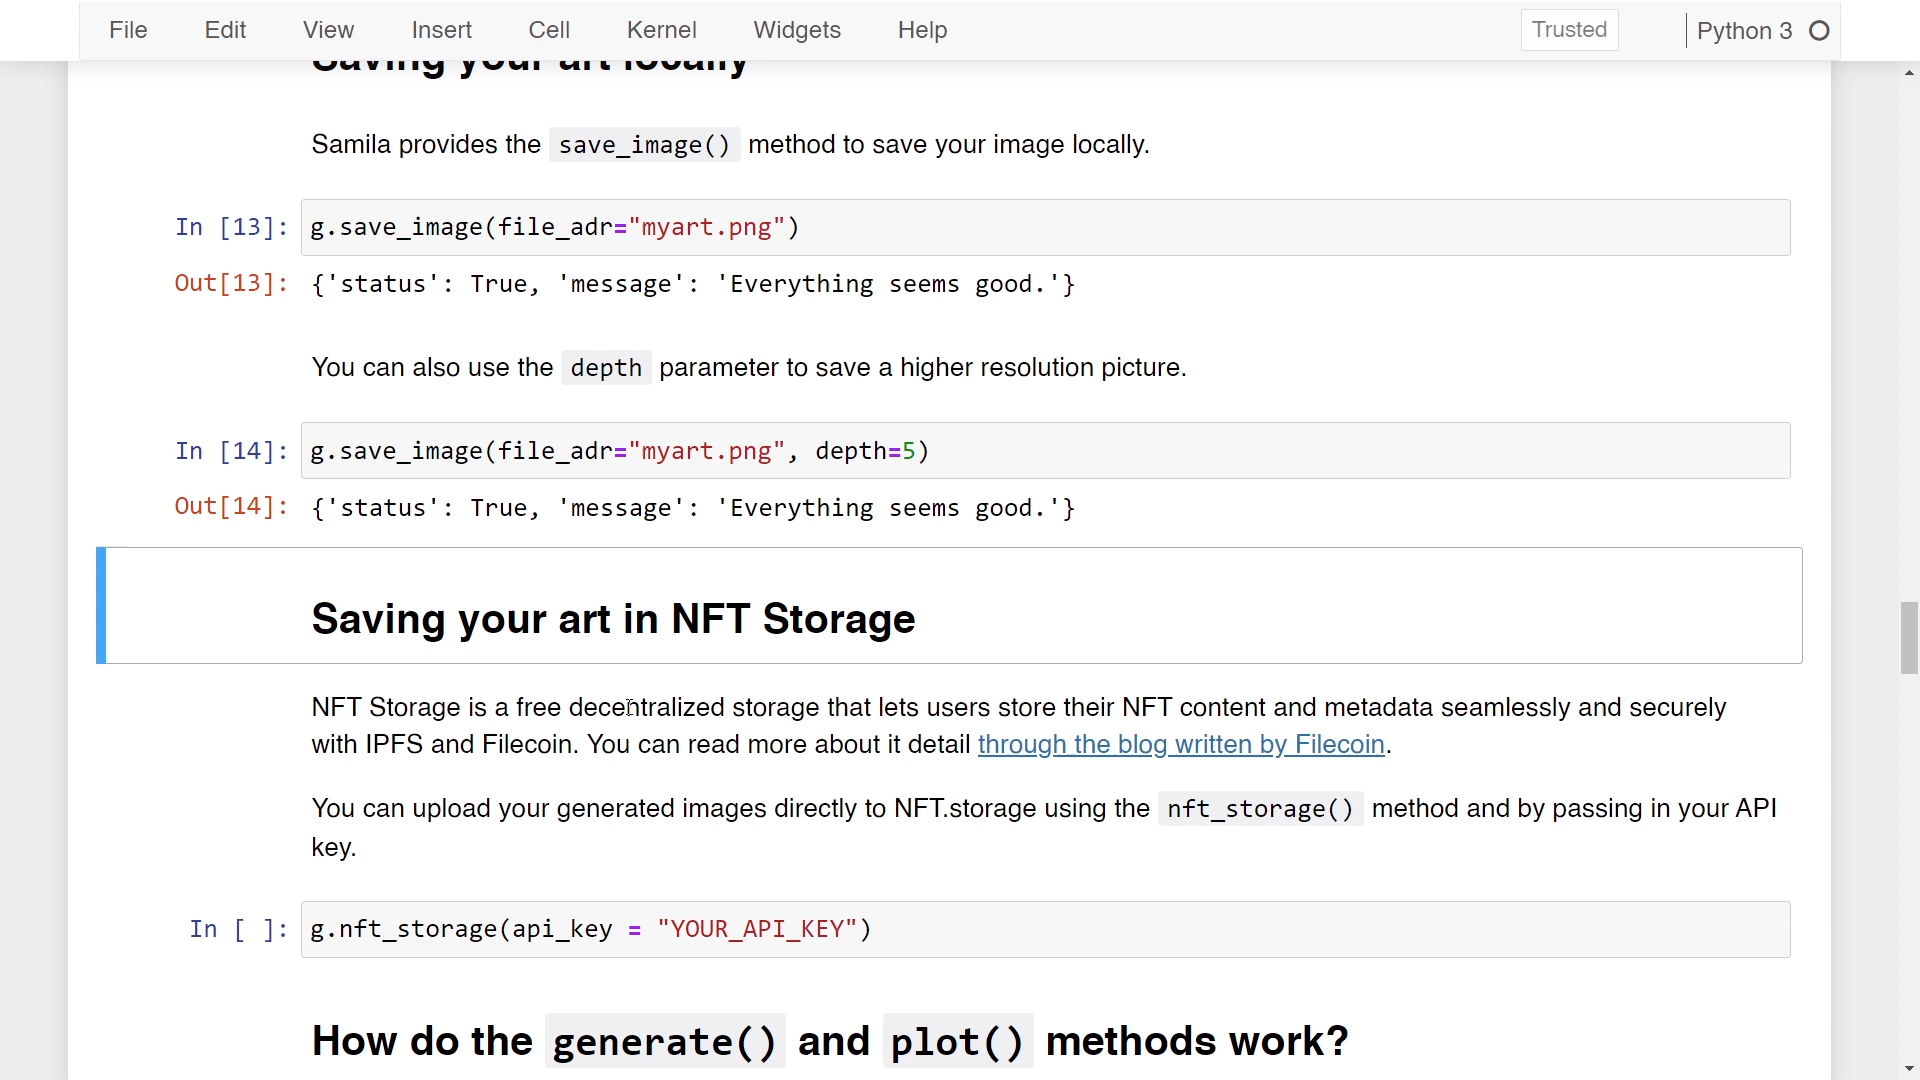 File Edit View Insert Cell Kernel Widgets Help Trusted Python 3
Saving your art locally
Samila provides the save_image() method to save your image locally.
In [13]: g.save_image(file_adr="myart.png")
Out[13]: {'status': True, 'message': 'Everything seems good.'}
You can also use the depth parameter to save a higher resolution picture.
In [14]: g.save_image(file_adr="myart.png", depth=5)
Out[14]: {'status': True, 'message': 'Everything seems good.'}
Saving your art in NFT Storage
NFT Storage is a free decentralized storage that lets users store their NFT content and metadata seamlessly and securely
with IPFS and Filecoin. You can read more about it detail through the blog written by Filecoin.
You can upload your generated images directly to NFT.storage using the nft_storage() method and by passing in your API
key.
In [ ]: g.nft_storage(api_key = "YOUR_API_KEY")
How do the generate() and plot() methods work?